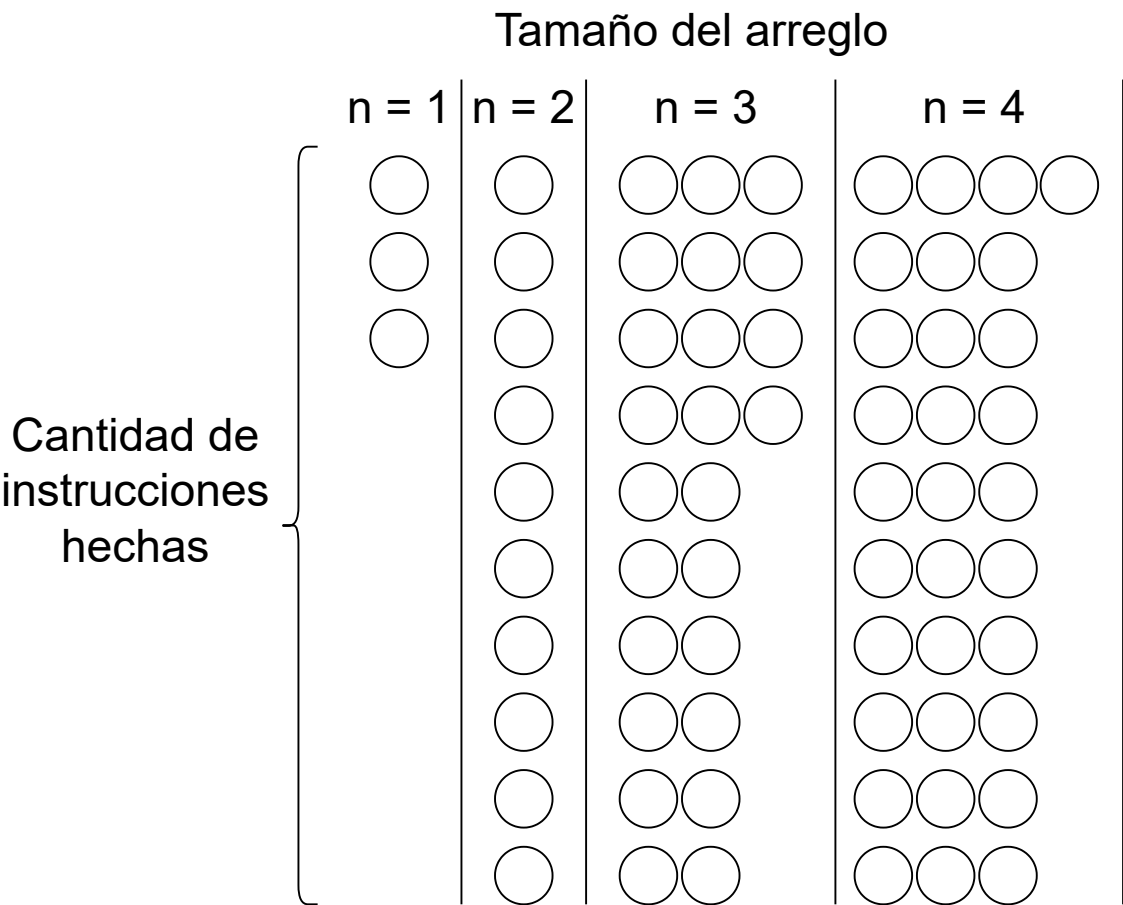 Tamaño del arreglo
n = 1 n = 2 n = 3 n = 4
Cantidad de
instrucciones
hechas